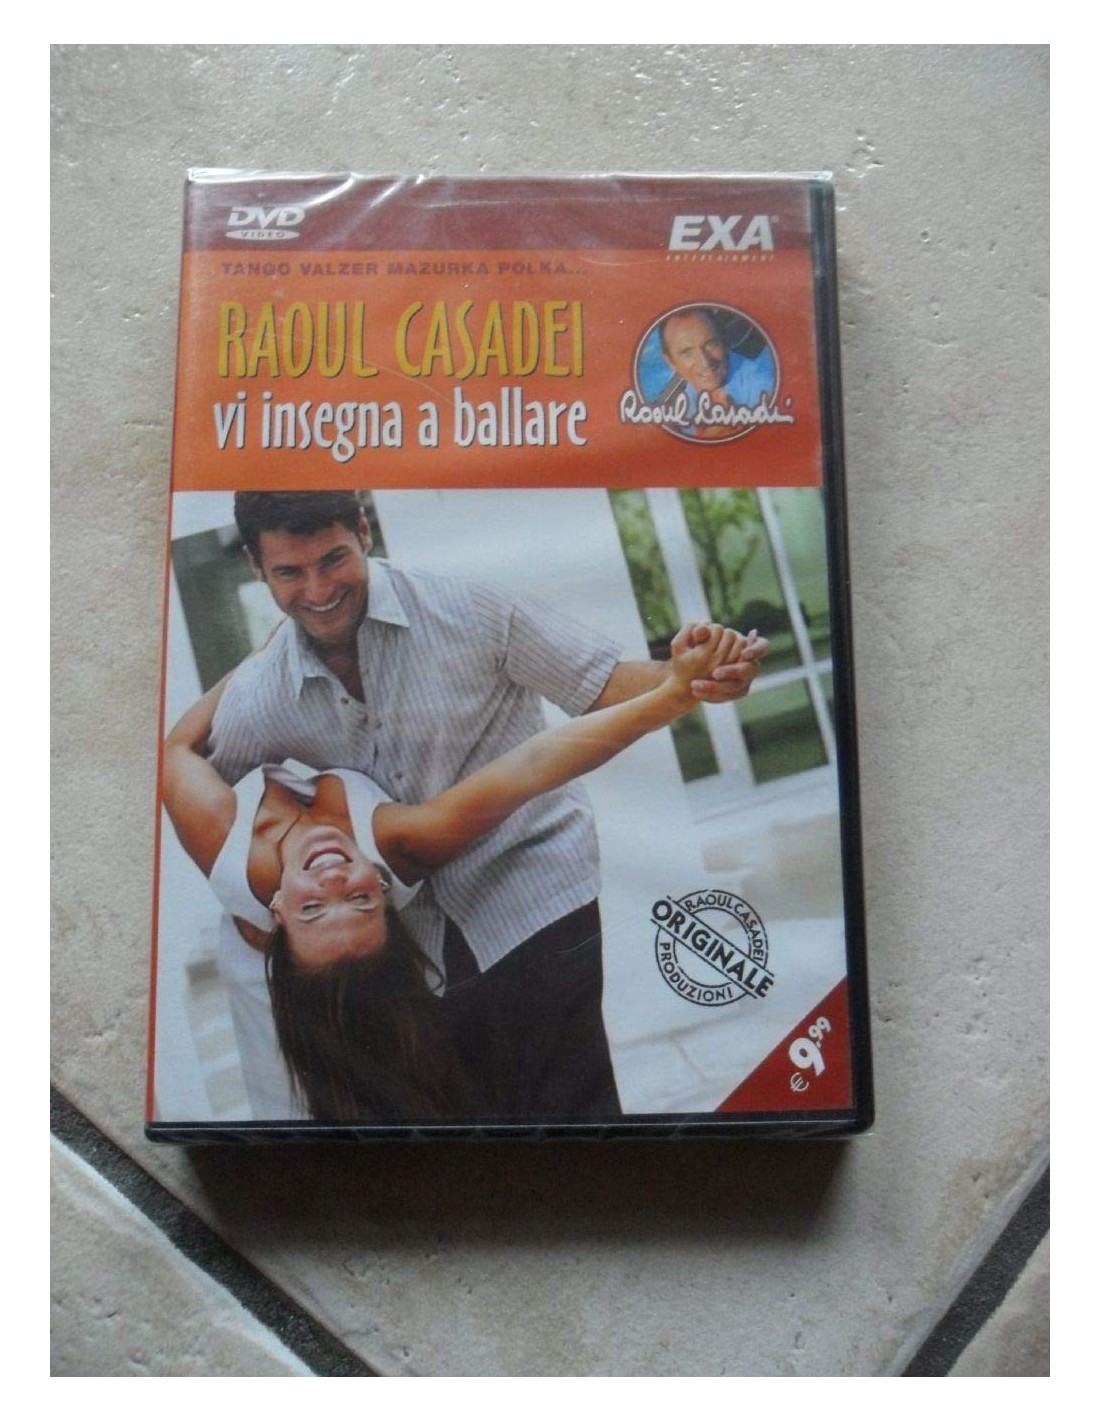 DVD
VIDEO
EXA
ENTERTAINMENT
TANGO VALZER MAZURKA POLKA...
RAOUL CASADEI
vi insegna a ballare
Raoul Casadei
RAOUL CASADEI
ORIGINALE
PRODUZIONI
€ 9.99